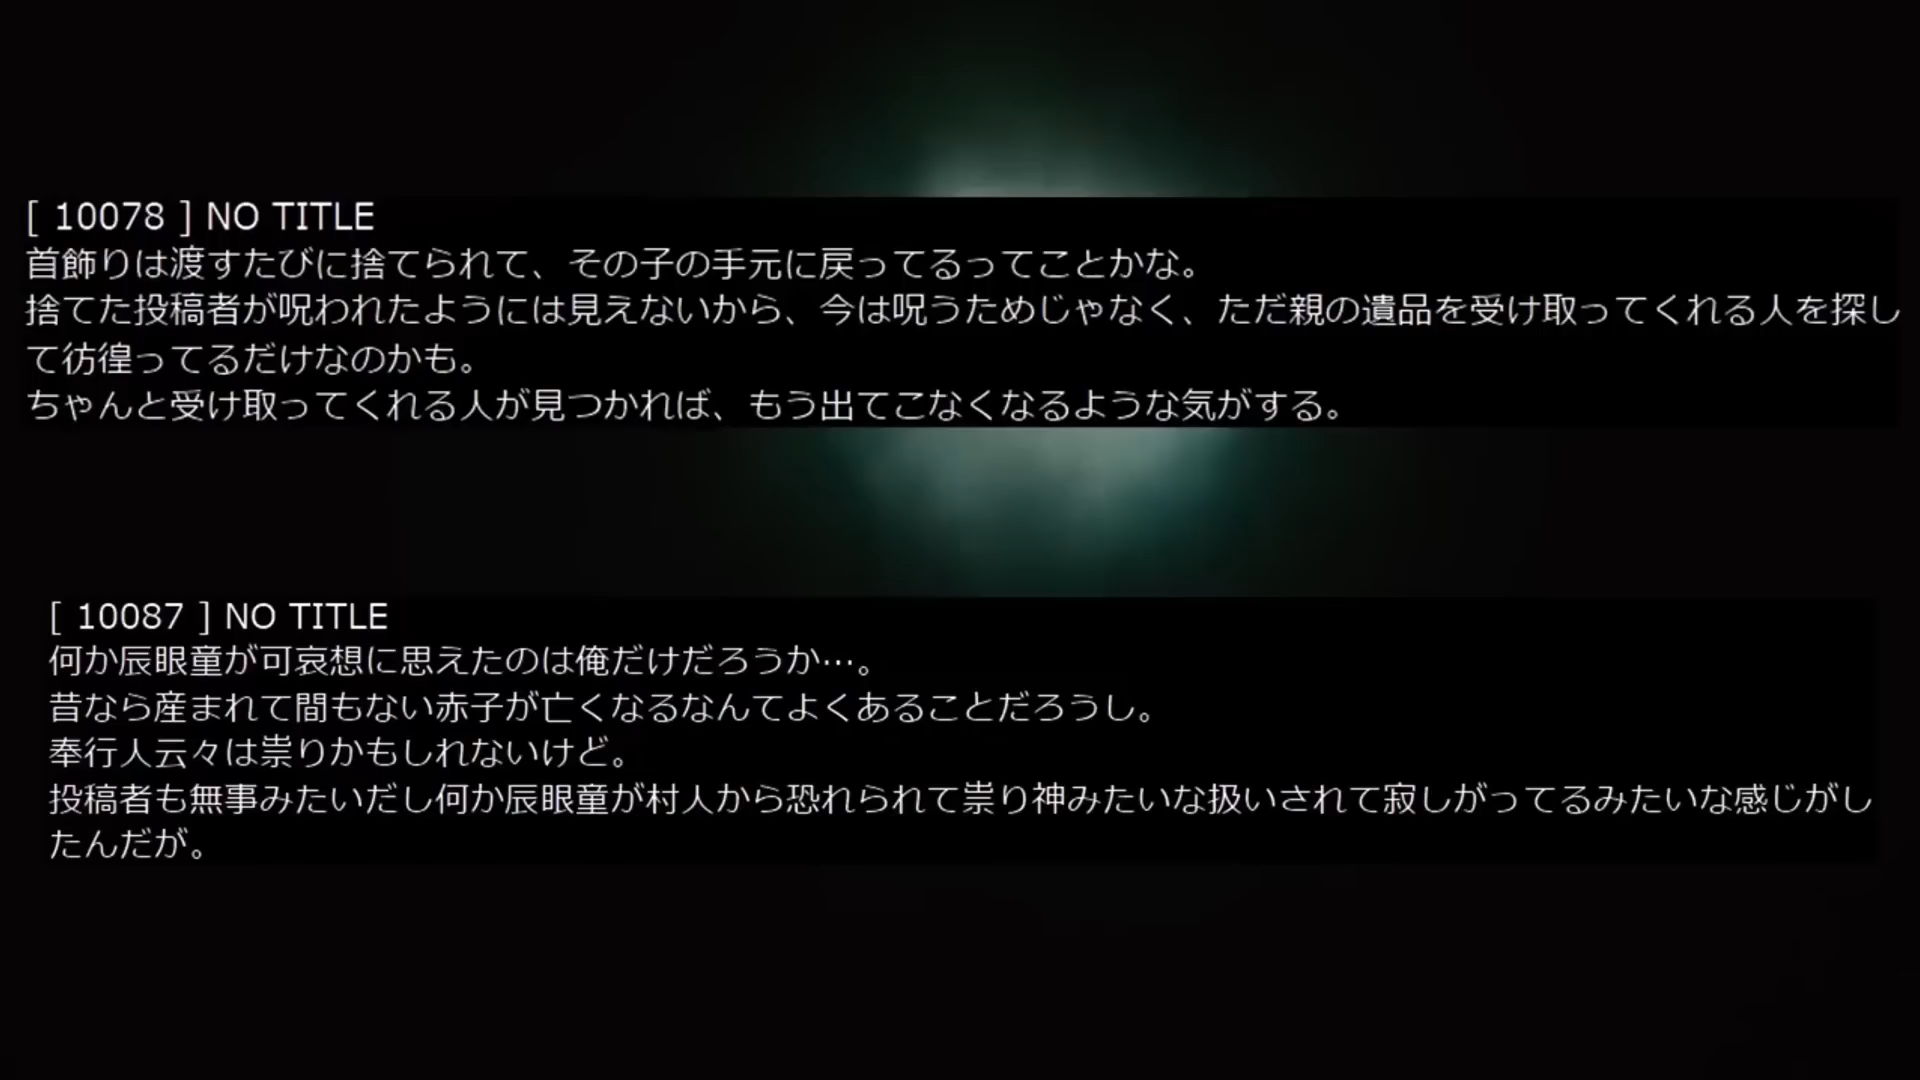 [ 10078 ] NO TITLE
首飾りは渡すたびに捨てられて、その子の手元に戻ってるってことかな。
捨てた投稿者が呪われたようには見えないから、今は呪うためじゃなく、ただ親の遺品を受け取ってくれる人を探し
て彷徨ってるだけなのかも。
ちゃんと受け取ってくれる人が見つかれば、もう出てこなくなるような気がする。
[ 10087 ] NO TITLE
何か辰眼童が可哀想に思えたのは俺だけだろうか…。
昔なら産まれて間もない赤子が亡くなるなんてよくあることだろうし。
奉行人云々は祟りかもしれないけど。
投稿者も無事みたいだし何か辰眼童が村人から恐れられて祟り神みたいな扱いされて寂しがってるみたいな感じがし
たんだが。